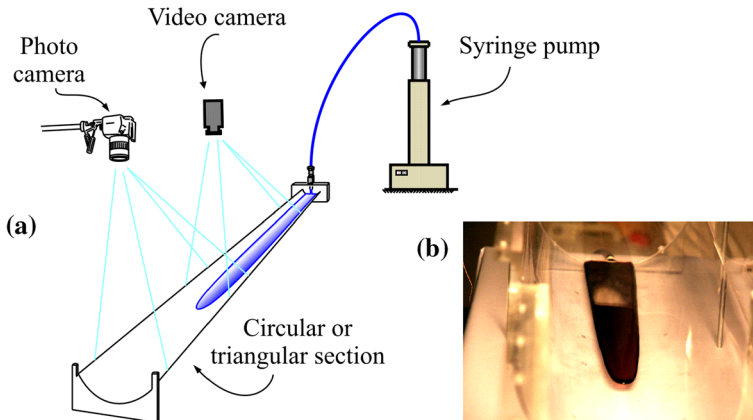 Video camera
Photo
camera
Syringe pump
(a)
(b)
Circular or
triangular section